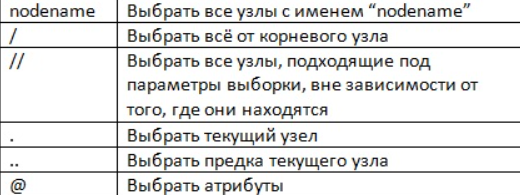 nodename Выбрать все узлы с именем “nodename”
/ Выбрать всё от корневого узла
// Выбрать все узлы, подходящие под
параметры выборки, вне зависимости от
того, где они находятся
. Выбрать текущий узел
.. Выбрать предка текущего узла
@ Выбрать атрибуты